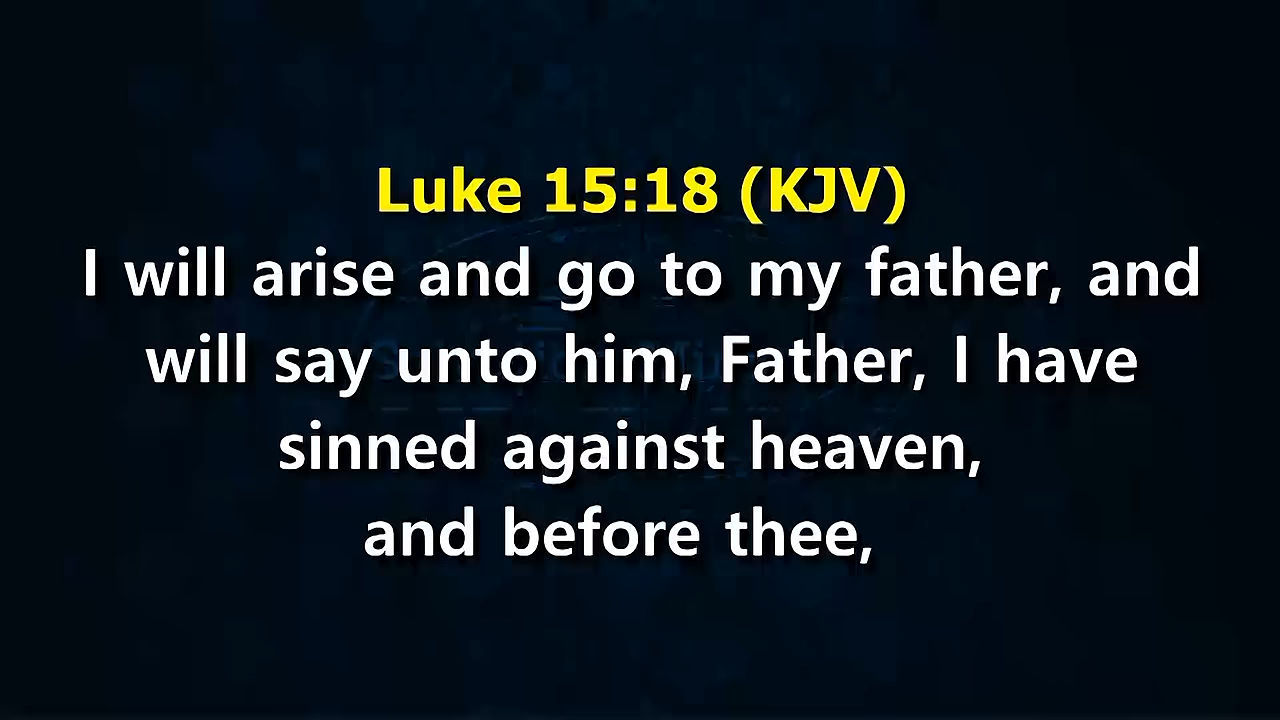 Luke 15:18 (KJV)
I will arise and go to my father, and
will say unto him, Father, I have
sinned against heaven,
and before thee,